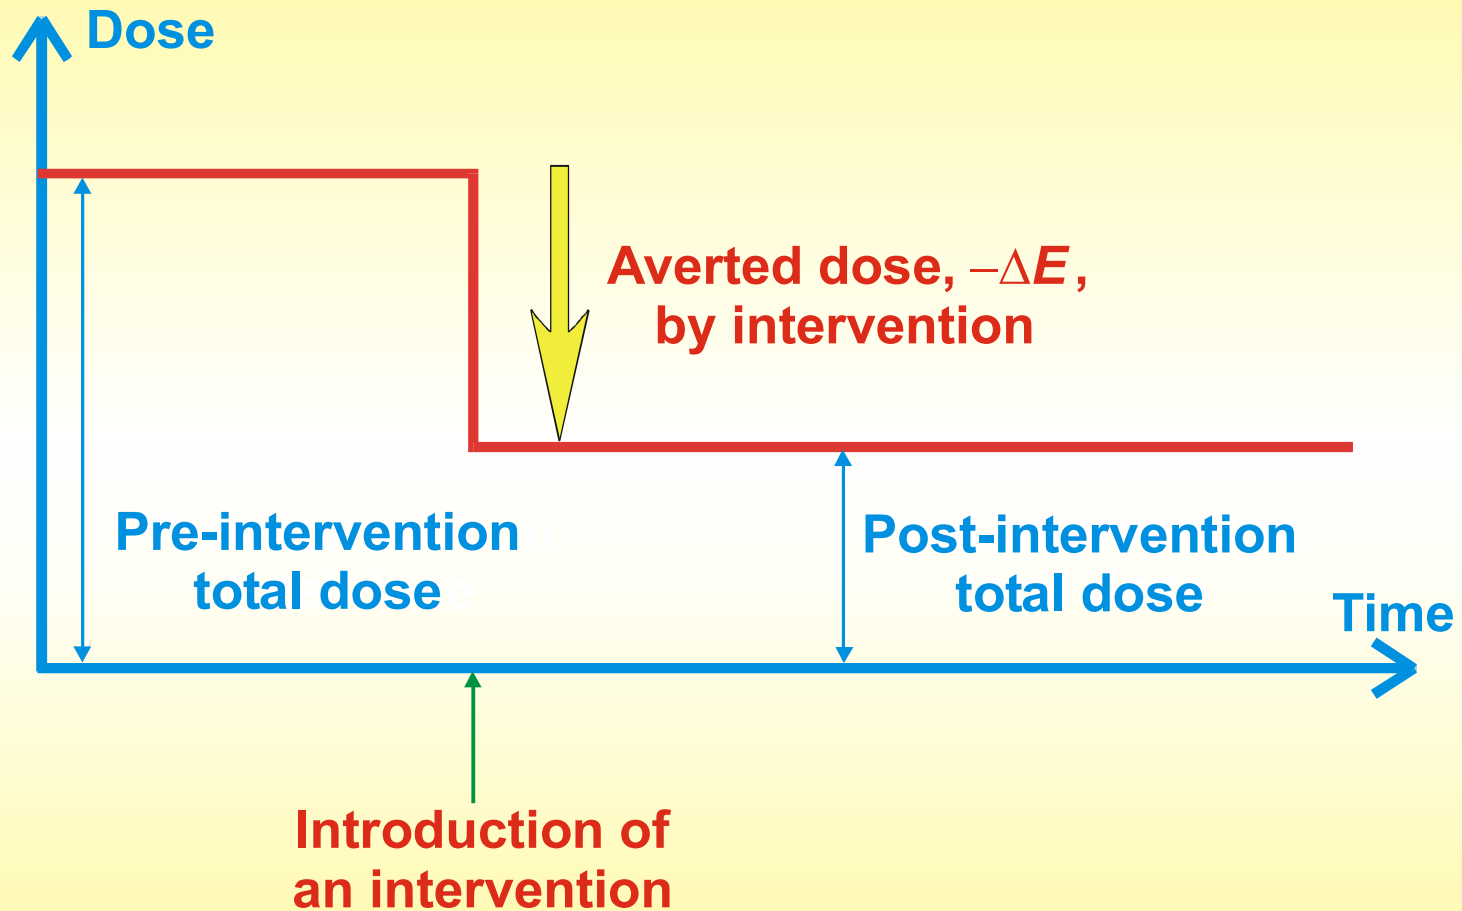 Dose
Averted dose, –ΔE,
by intervention
Pre-intervention
total dose
Post-intervention
total dose
Time
Introduction of
an intervention